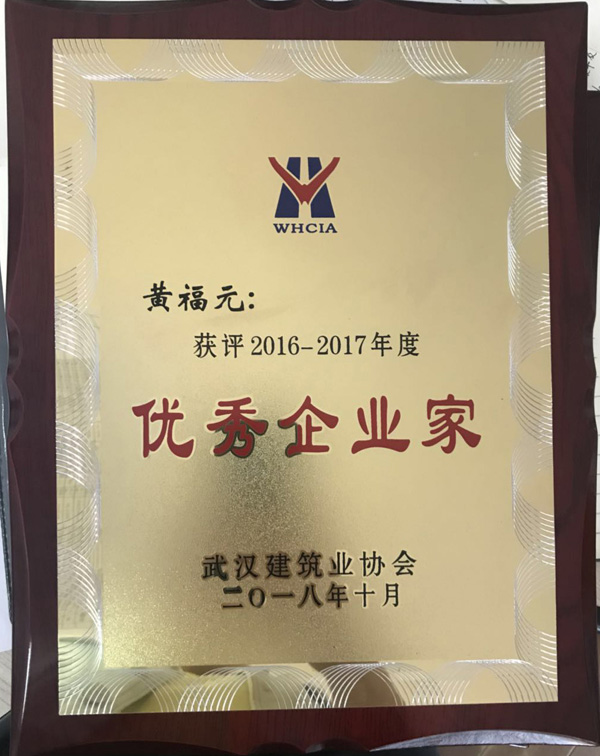 WHCIA
黄福元：
获评2016-2017年度
优秀企业家
武汉建筑业协会
二〇一八年十月